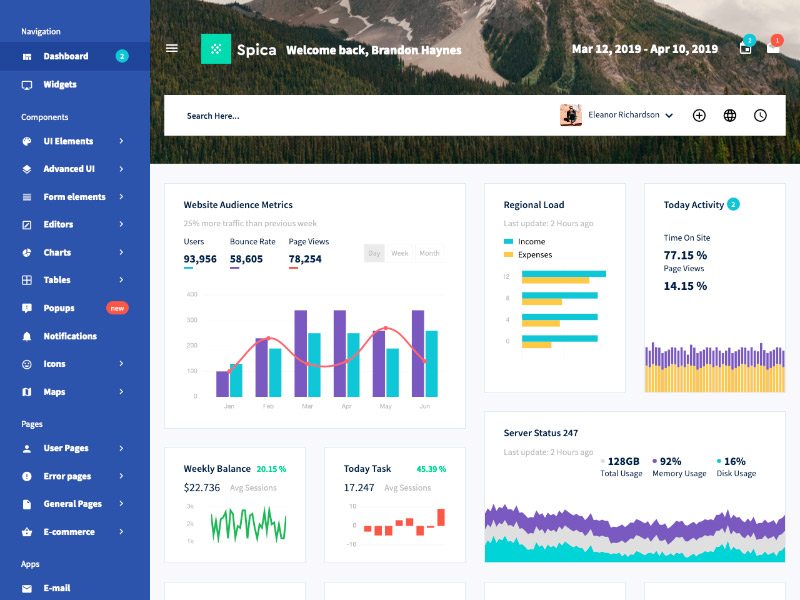 Navigation
Dashboard 2
Widgets
Components
UI Elements
Advanced UI
Form elements
Editors
Charts
Tables
Popups new
Notifications
Icons
Maps
Pages
User Pages
Error pages
General Pages
E-commerce
Apps
E-mail
Spica Welcome back, Brandon Haynes
Mar 12, 2019 - Apr 10, 2019 2 1
Search Here...
Eleanor Richardson
Website Audience Metrics
25% more traffic than previous week
Users Bounce Rate Page Views
93,956 58,605 78,254
Day Week Month
400
300
200
100
0
Jan Feb Mar Apr May Jun
Regional Load
Last update: 2 Hours ago
Income
Expenses
12
8
4
0
Today Activity 2
Time On Site
77.15 %
Page Views
14.15 %
Weekly Balance 20.15 %
$22.736 Avg Sessions
3k
2k
1k
Today Task 45.39 %
17.247 Avg Sessions
10
0
-10
Server Status 247
Last update: 2 Hours ago
128GB 92% 16%
Total Usage Memory Usage Disk Usage